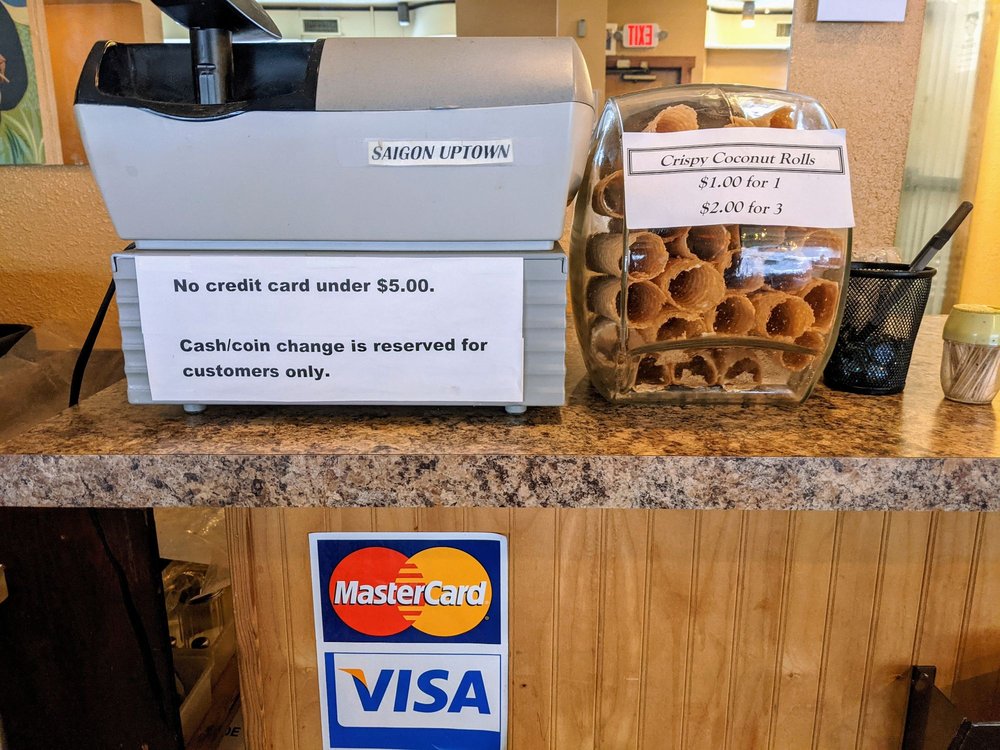 EXIT
SAIGON UPTOWN
Crispy Coconut Rolls
$1.00 for 1
$2.00 for 3
No credit card under $5.00.
Cash/coin change is reserved for
customers only.
MasterCard
VISA